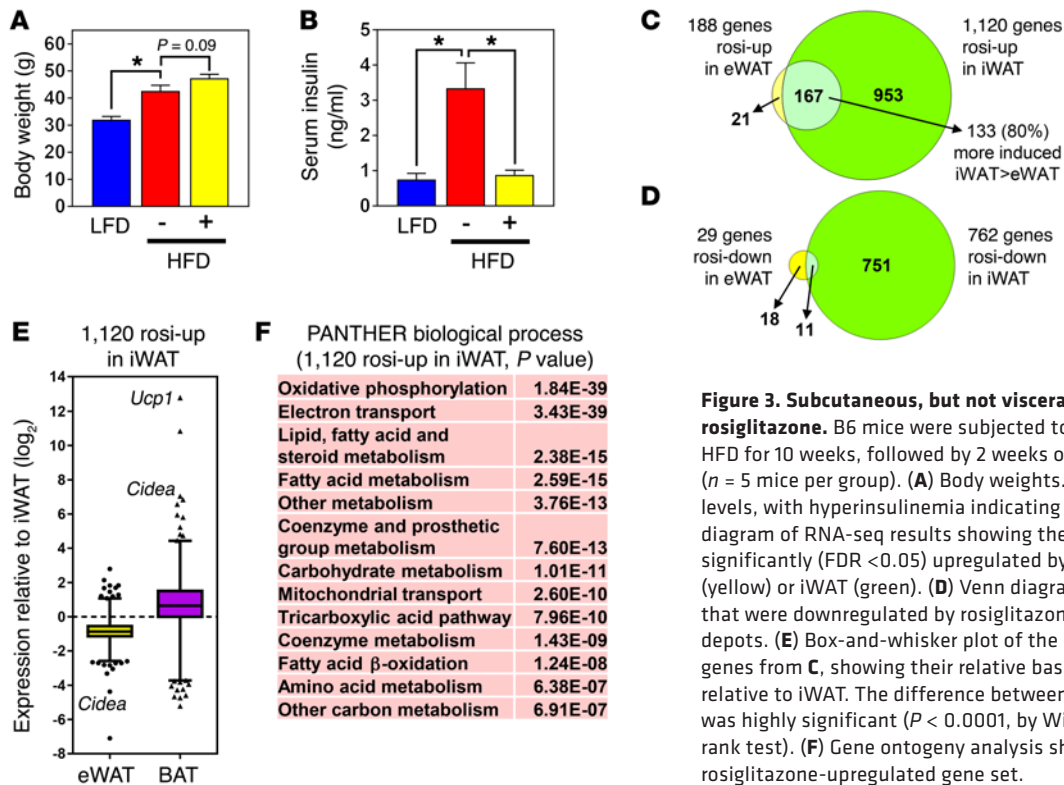 A
Body weight (g)
60
50
40
30
20
10
0
*
P = 0.09
LFD
-
+
HFD
B
Serum insulin
(ng/ml)
5
4
3
2
1
0
*
*
LFD
-
+
HFD
C
188 genes
rosi-up
in eWAT
1,120 genes
rosi-up
in iWAT
167
953
21
133 (80%)
more induced
iWAT>eWAT
D
29 genes
rosi-down
in eWAT
762 genes
rosi-down
in iWAT
751
18
11
E
1,120 rosi-up
in iWAT
Expression relative to iWAT (log2)
14
12
10
8
6
4
2
0
-2
-4
-6
-8
Ucp1
Cidea
Cidea
eWAT
BAT
F
PANTHER biological process
(1,120 rosi-up in iWAT, P value)
Oxidative phosphorylation 1.84E-39
Electron transport 3.43E-39
Lipid, fatty acid and
steroid metabolism 2.38E-15
Fatty acid metabolism 2.59E-15
Other metabolism 3.76E-13
Coenzyme and prosthetic
group metabolism 7.60E-13
Carbohydrate metabolism 1.01E-11
Mitochondrial transport 2.60E-10
Tricarboxylic acid pathway 7.96E-10
Coenzyme metabolism 1.43E-09
Fatty acid β-oxidation 1.24E-08
Amino acid metabolism 6.38E-07
Other carbon metabolism 6.91E-07
Figure 3. Subcutaneous, but not viscera
rosiglitazone. B6 mice were subjected to
HFD for 10 weeks, followed by 2 weeks o
(n = 5 mice per group). (A) Body weights.
levels, with hyperinsulinemia indicating
diagram of RNA-seq results showing the
significantly (FDR <0.05) upregulated by
(yellow) or iWAT (green). (D) Venn diagra
that were downregulated by rosiglitazon
depots. (E) Box-and-whisker plot of the
genes from C, showing their relative bas
relative to iWAT. The difference between
was highly significant (P < 0.0001, by Wi
rank test). (F) Gene ontogeny analysis sh
rosiglitazone-upregulated gene set.